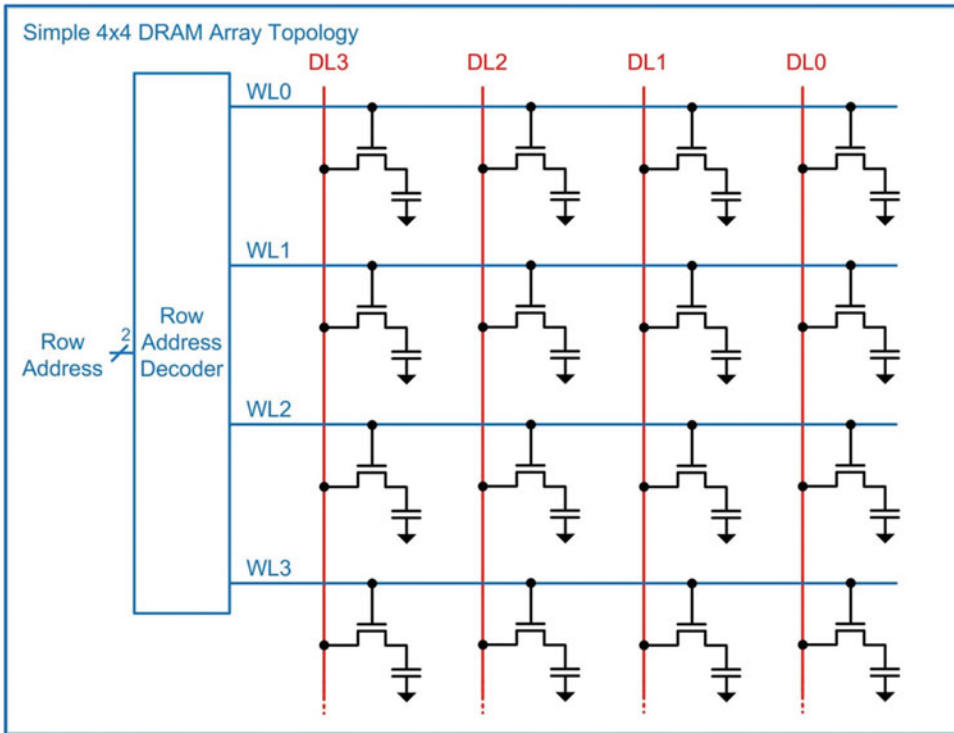 Simple 4x4 DRAM Array Topology
DL3 DL2 DL1 DL0
WL0
WL1
Row
Address
2
Row
Address
Decoder
WL2
WL3